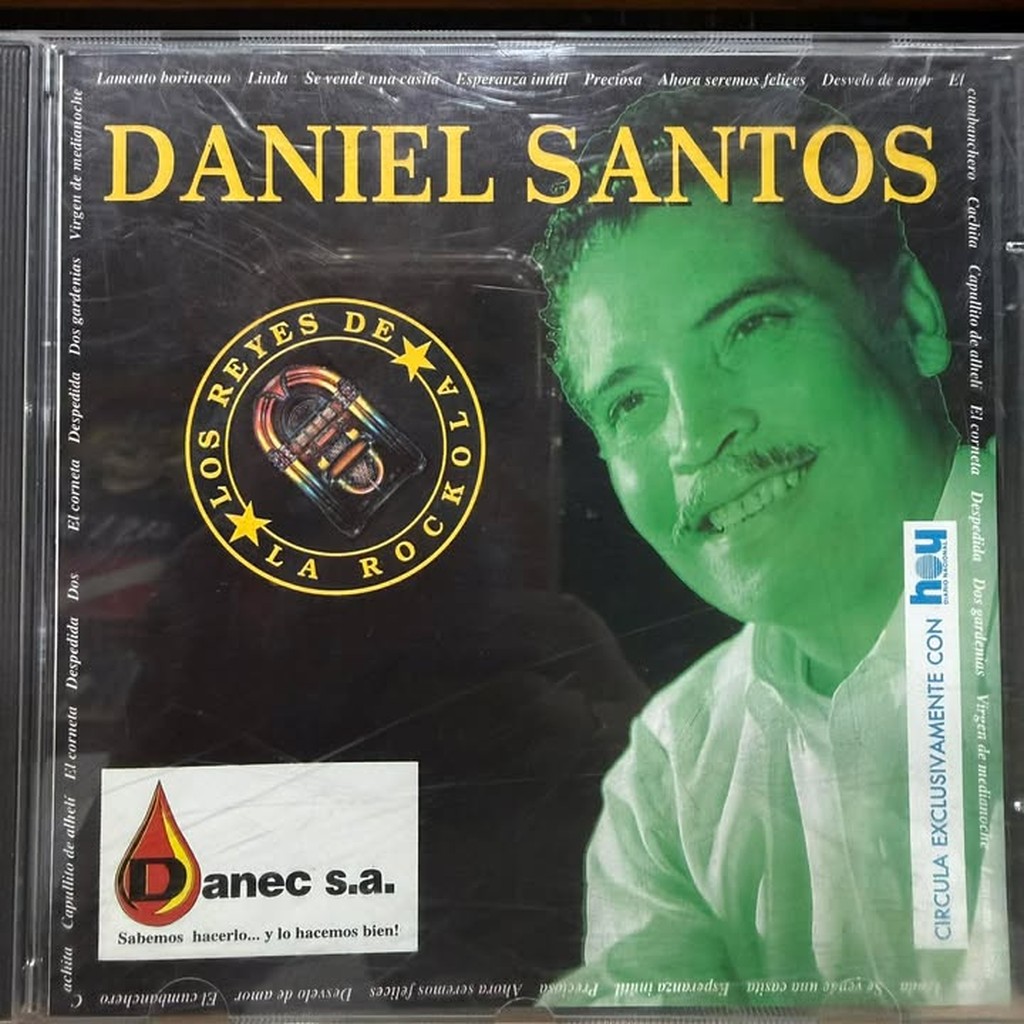 Lamento borincano Linda Se vende una casita Esperanza inútil Preciosa Ahora seremos felices Desvelo de amor El
cumbanchero Cachita Capullito de alhelí El corneta Despedida Dos gardenias Virgen de medianoche
DANIEL SANTOS
LOS REYES DE
LA ROCKOLA
CIRCULA EXCLUSIVAMENTE CON hoy
DIARIO NACIONAL
Danec s.a.
Sabemos hacerlo... y lo hacemos bien!
Linda Se vende una casita Esperanza inútil Preciosa Ahora seremos felices Desvelo de amor El cumbanchero C
achita Capullito de alhelí El corneta Despedida Dos
El corneta Despedida Dos gardenias Virgen de medianoche